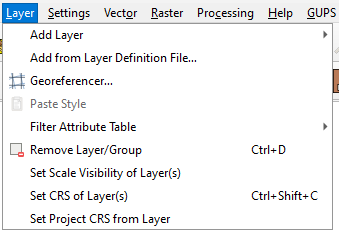 Layer Settings Vector Raster Processing Help GUPS
Add Layer
Add from Layer Definition File...
Georeferencer...
Paste Style
Filter Attribute Table
Remove Layer/Group Ctrl+D
Set Scale Visibility of Layer(s)
Set CRS of Layer(s) Ctrl+Shift+C
Set Project CRS from Layer